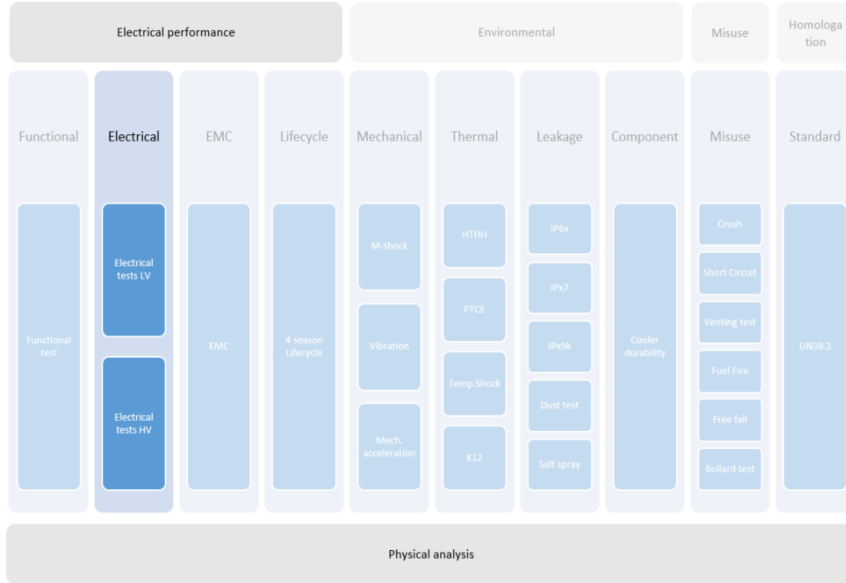 Electrical performance
Environmental
Misuse
Homologa
tion
Functional
Electrical
EMC
Lifecycle
Mechanical
Thermal
Leakage
Component
Misuse
Standard
Functional
test
Electrical
tests LV
Electrical
tests HV
EMC
4 season
Lifecycle
M-shock
Vibration
Mech.
acceleration
HTHH
PTCE
Temp Shock
K12
IP6x
IPx7
IPx9k
Dust test
Salt spray
Cooler
durability
Crush
Short Circuit
Venting test
Fuel Fire
Free fall
Bollard test
UN38.3
Physical analysis